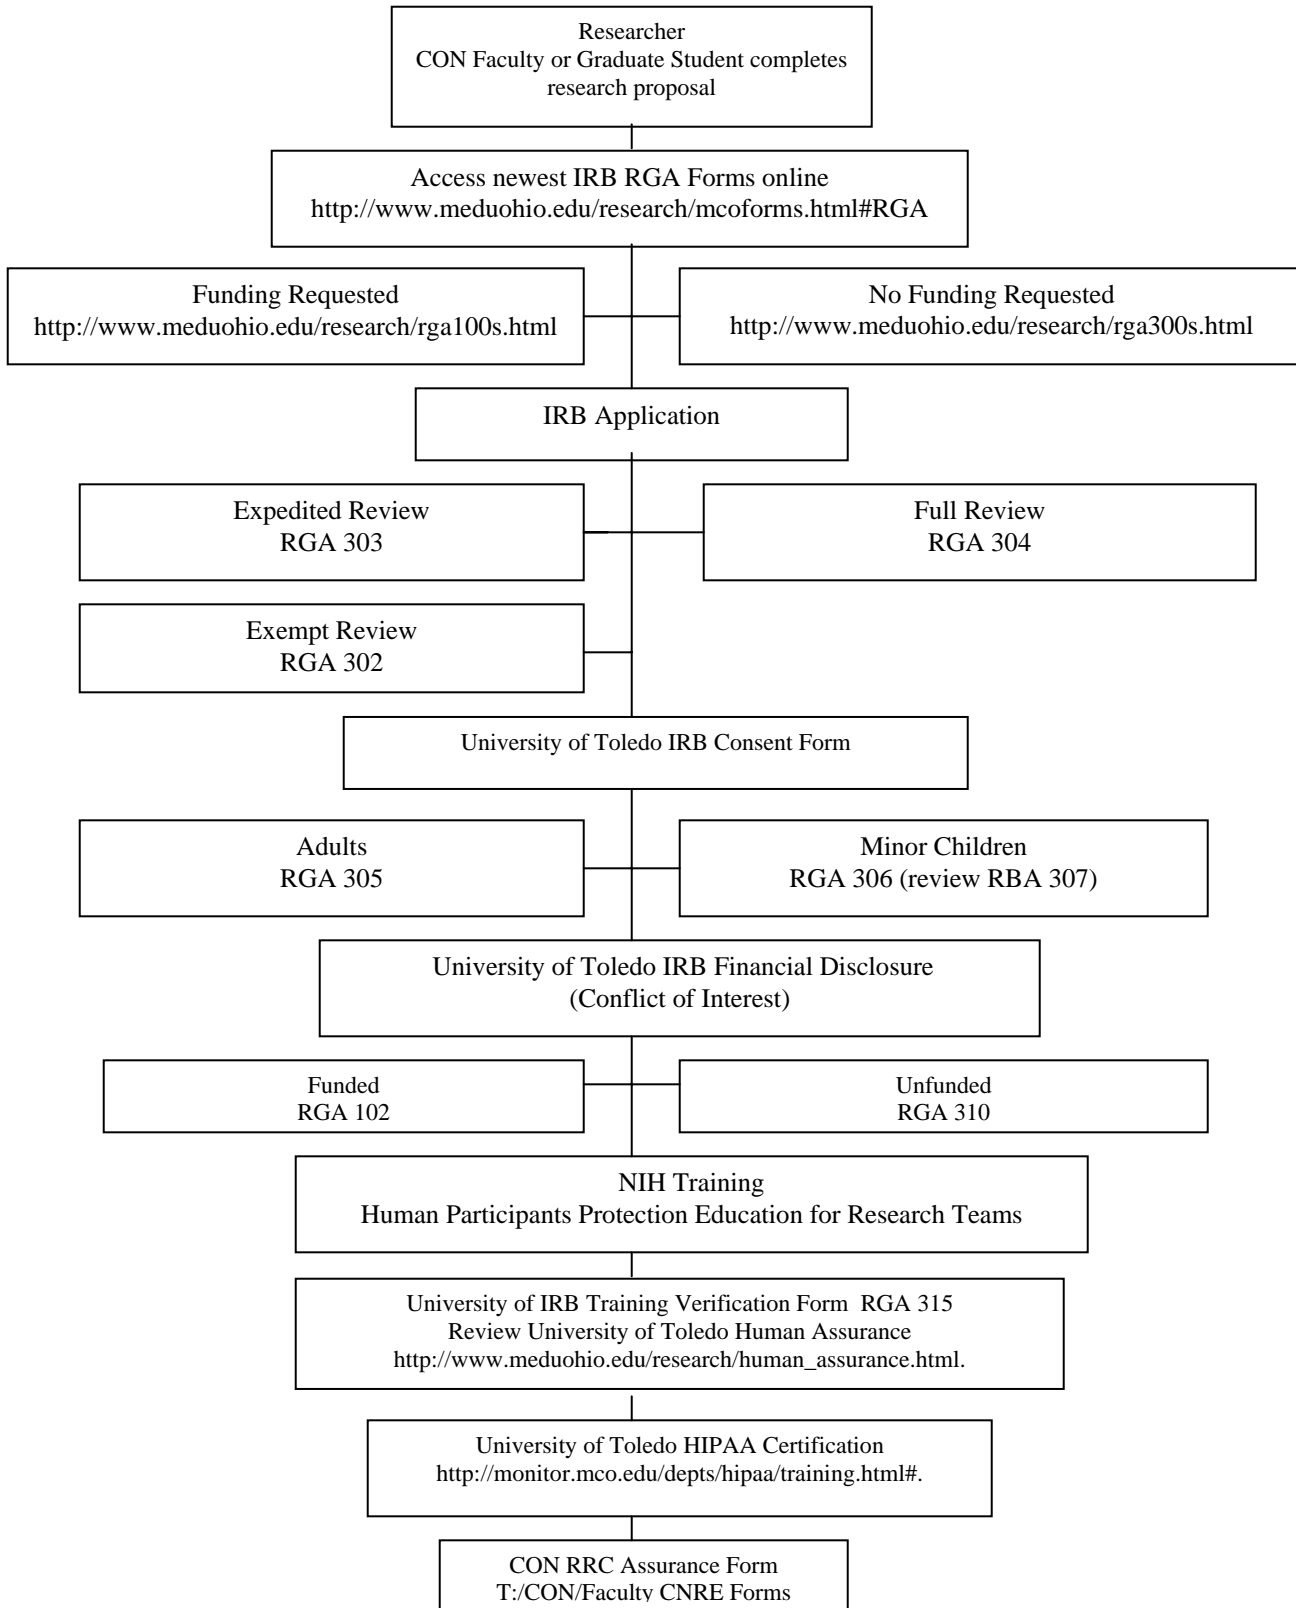 Researcher
CON Faculty or Graduate Student completes
research proposal
Access newest IRB RGA Forms online
http://www.meduohio.edu/research/mcoforms.html#RGA
Funding Requested
http://www.meduohio.edu/research/rga100s.html
No Funding Requested
http://www.meduohio.edu/research/rga300s.html
IRB Application
Expedited Review
RGA 303
Full Review
RGA 304
Exempt Review
RGA 302
University of Toledo IRB Consent Form
Adults
RGA 305
Minor Children
RGA 306 (review RBA 307)
University of Toledo IRB Financial Disclosure
(Conflict of Interest)
Funded
RGA 102
Unfunded
RGA 310
NIH Training
Human Participants Protection Education for Research Teams
University of IRB Training Verification Form  RGA 315
Review University of Toledo Human Assurance
http://www.meduohio.edu/research/human_assurance.html.
University of Toledo HIPAA Certification
http://monitor.mco.edu/depts/hipaa/training.html#.
CON RRC Assurance Form
T:/CON/Faculty CNRE Forms